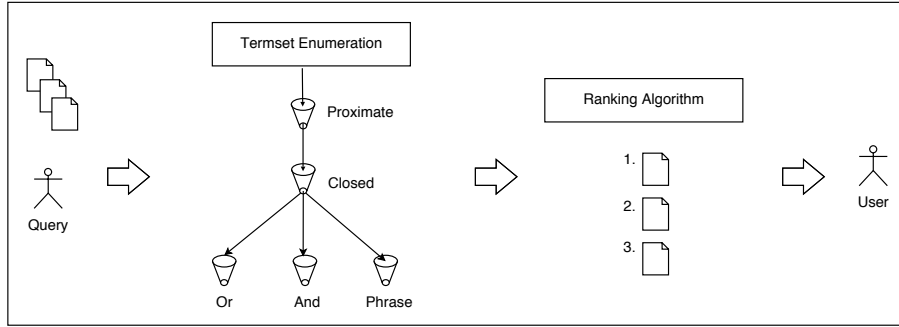 Termset Enumeration
Proximate
Closed
Or
And
Phrase
Query
Ranking Algorithm
1.
2.
3.
User